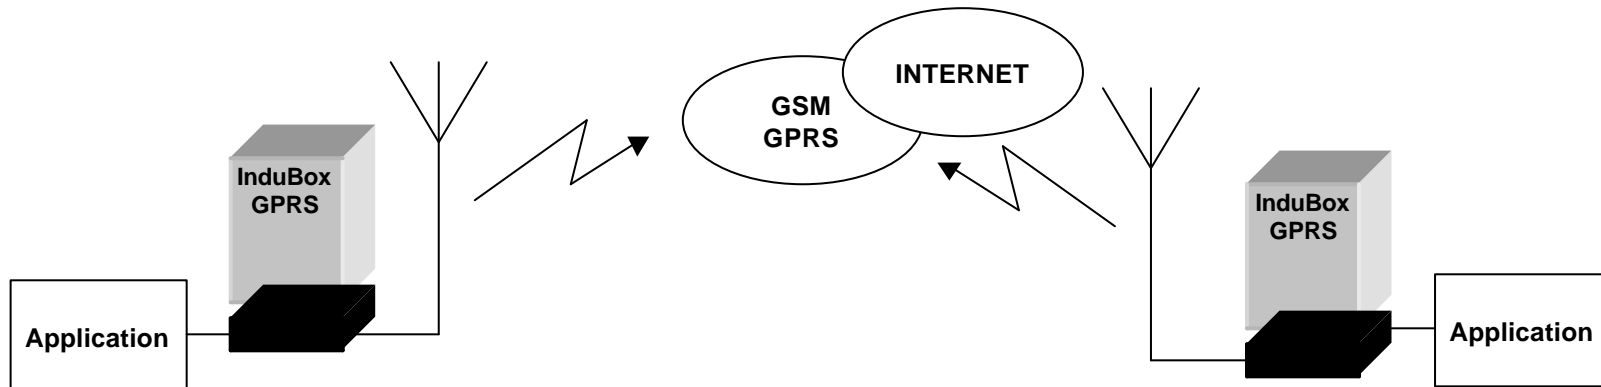 INTERNET
GSM
GPRS
InduBox
GPRS
InduBox
GPRS
Application
Application